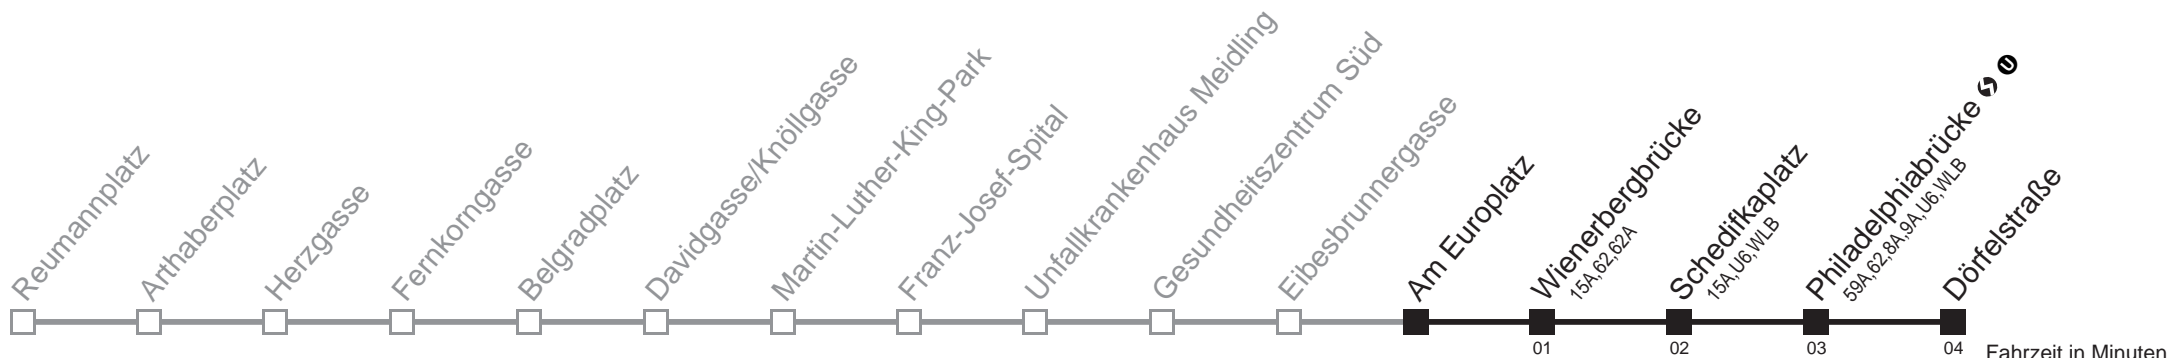 Reumannplatz
Arthaberplatz
Herzgasse
Fernkorngasse
Belgradplatz
Davidgasse/Knöllgasse
Martin-Luther-King-Park
Franz-Josef-Spital
Unfallkrankenhaus Meidling
Gesundheitszentrum Süd
Eibesbrunnergasse
Am Europlatz
Wienerbergbrücke
15A,62,62A
Schedifkaplatz
15A,U6,WLB
Philadelphiabrücke
U
59A,62,8A,9A,U6,WLB
Dörfelstraße
01
02
03
04
Fahrzeit in Minuten